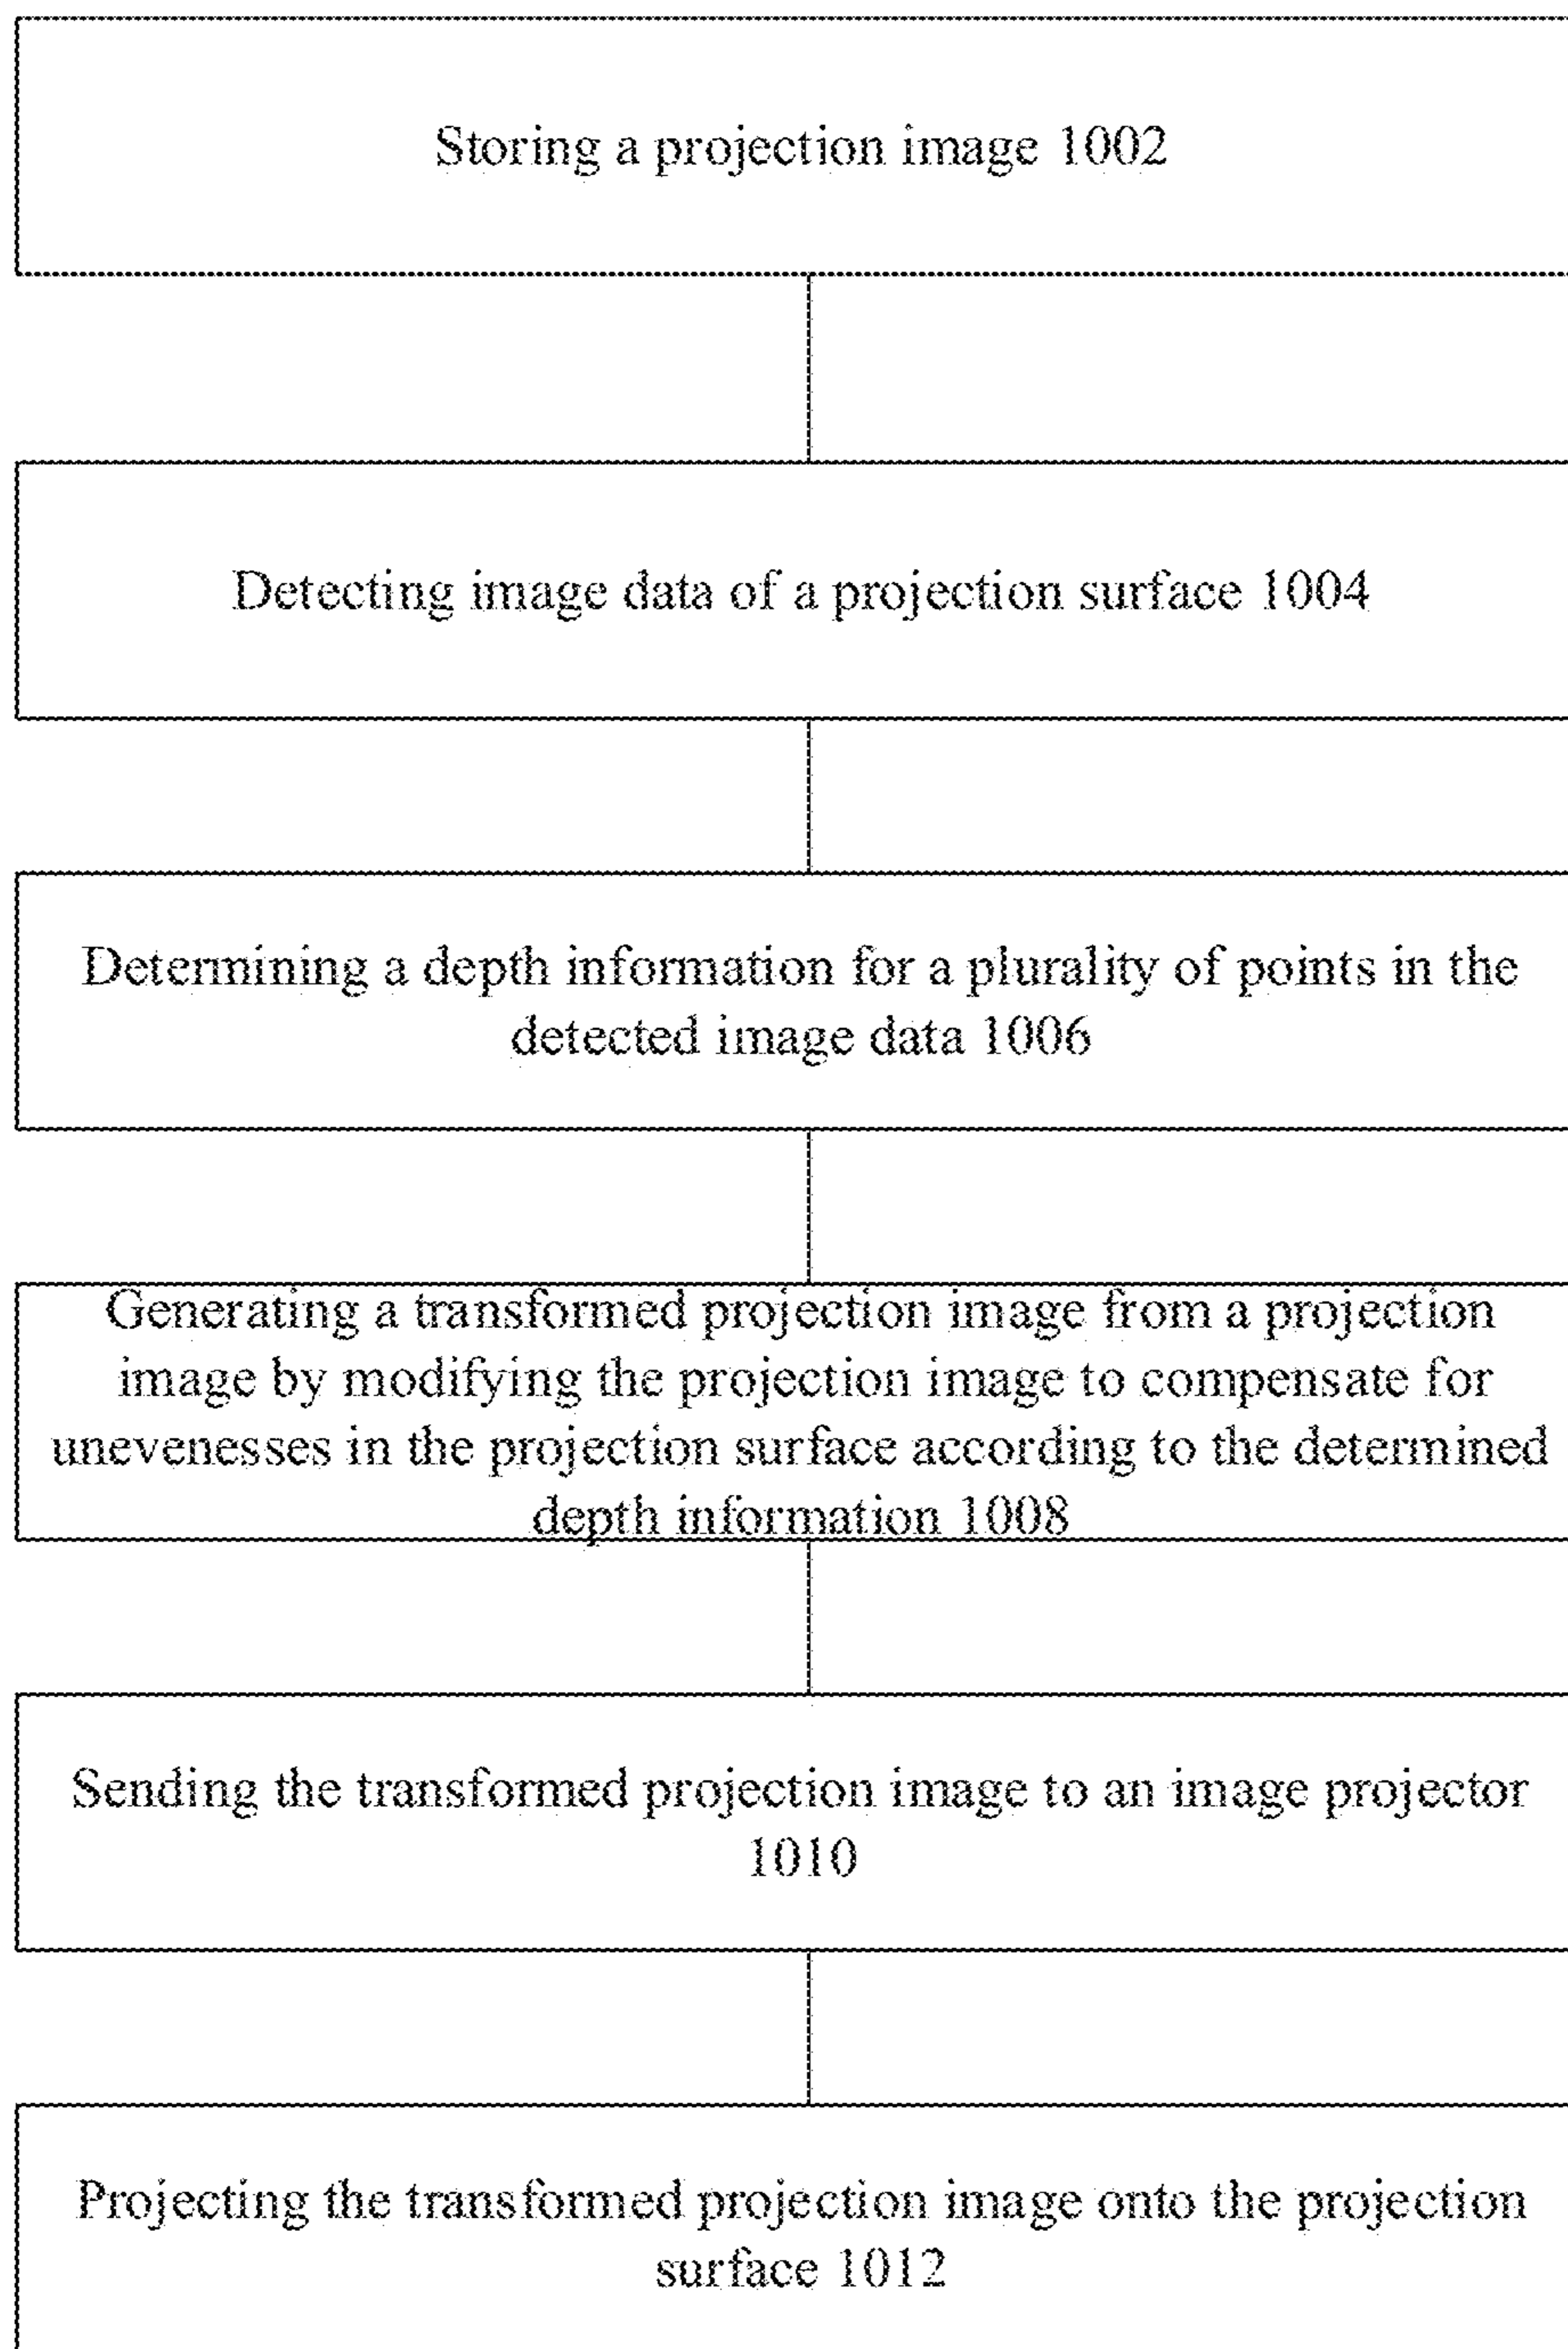 Storing a projection image 1002
Detecting image data of a projection surface 1004
Determining a depth information for a plurality of points in the
detected image data 1006
Generating a transformed projection image from a projection
image by modifying the projection image to compensate for
unevenesses in the projection surface according to the determined
depth information 1008
Sending the transformed projection image to an image projector
1010
Projecting the transformed projection image onto the projection
surface 1012